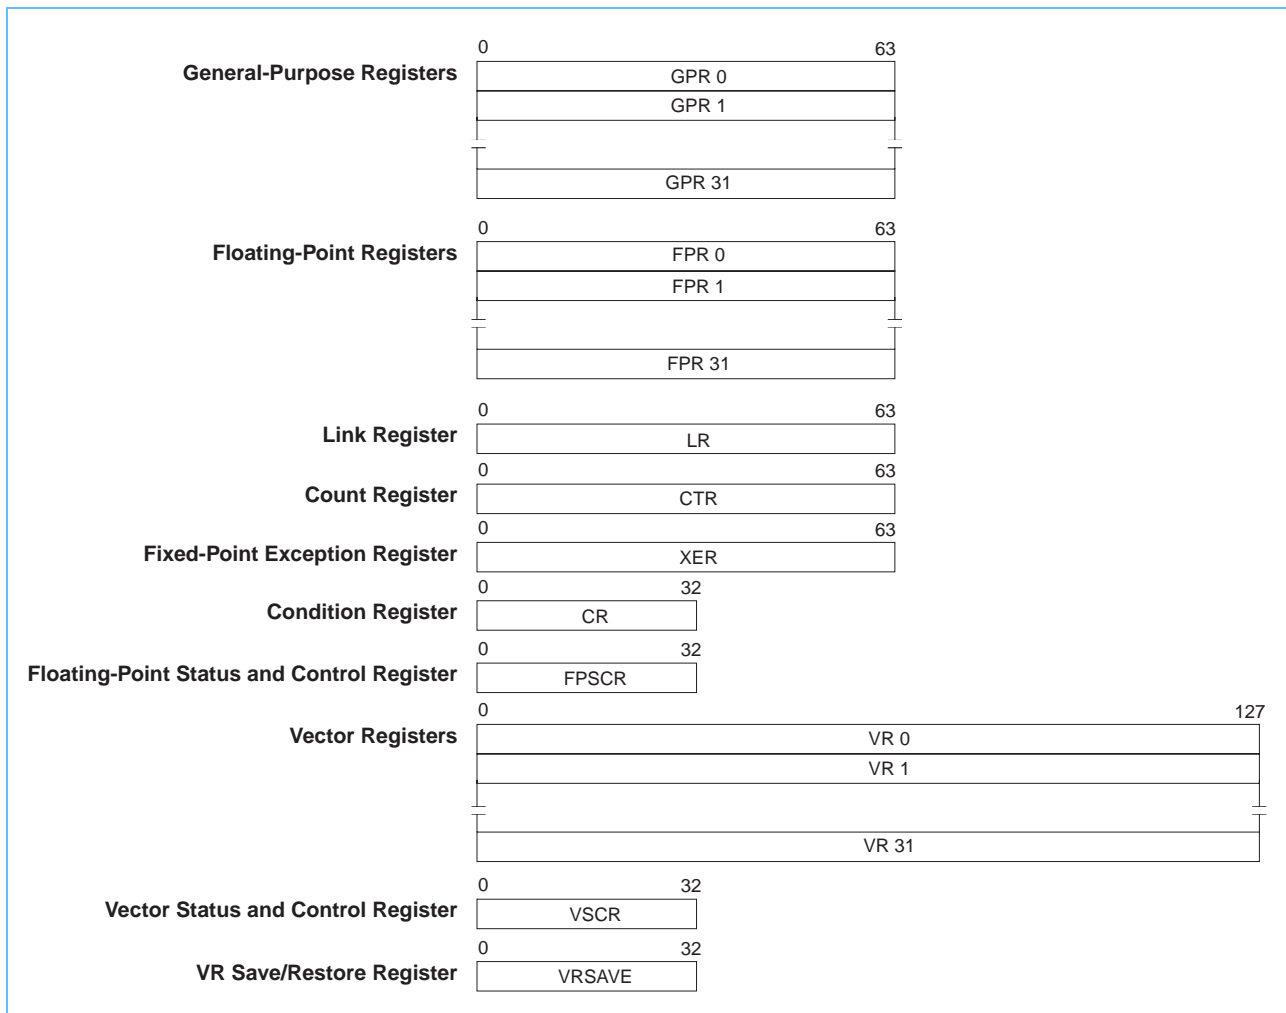 0 63
General-Purpose Registers GPR 0
GPR 1
GPR 31
0 63
Floating-Point Registers FPR 0
FPR 1
FPR 31
0 63
Link Register LR
0 63
Count Register CTR
0 63
Fixed-Point Exception Register XER
0 32
Condition Register CR
0 32
Floating-Point Status and Control Register FPSCR
0 127
Vector Registers VR 0
VR 1
VR 31
0 32
Vector Status and Control Register VSCR
0 32
VR Save/Restore Register VRSAVE